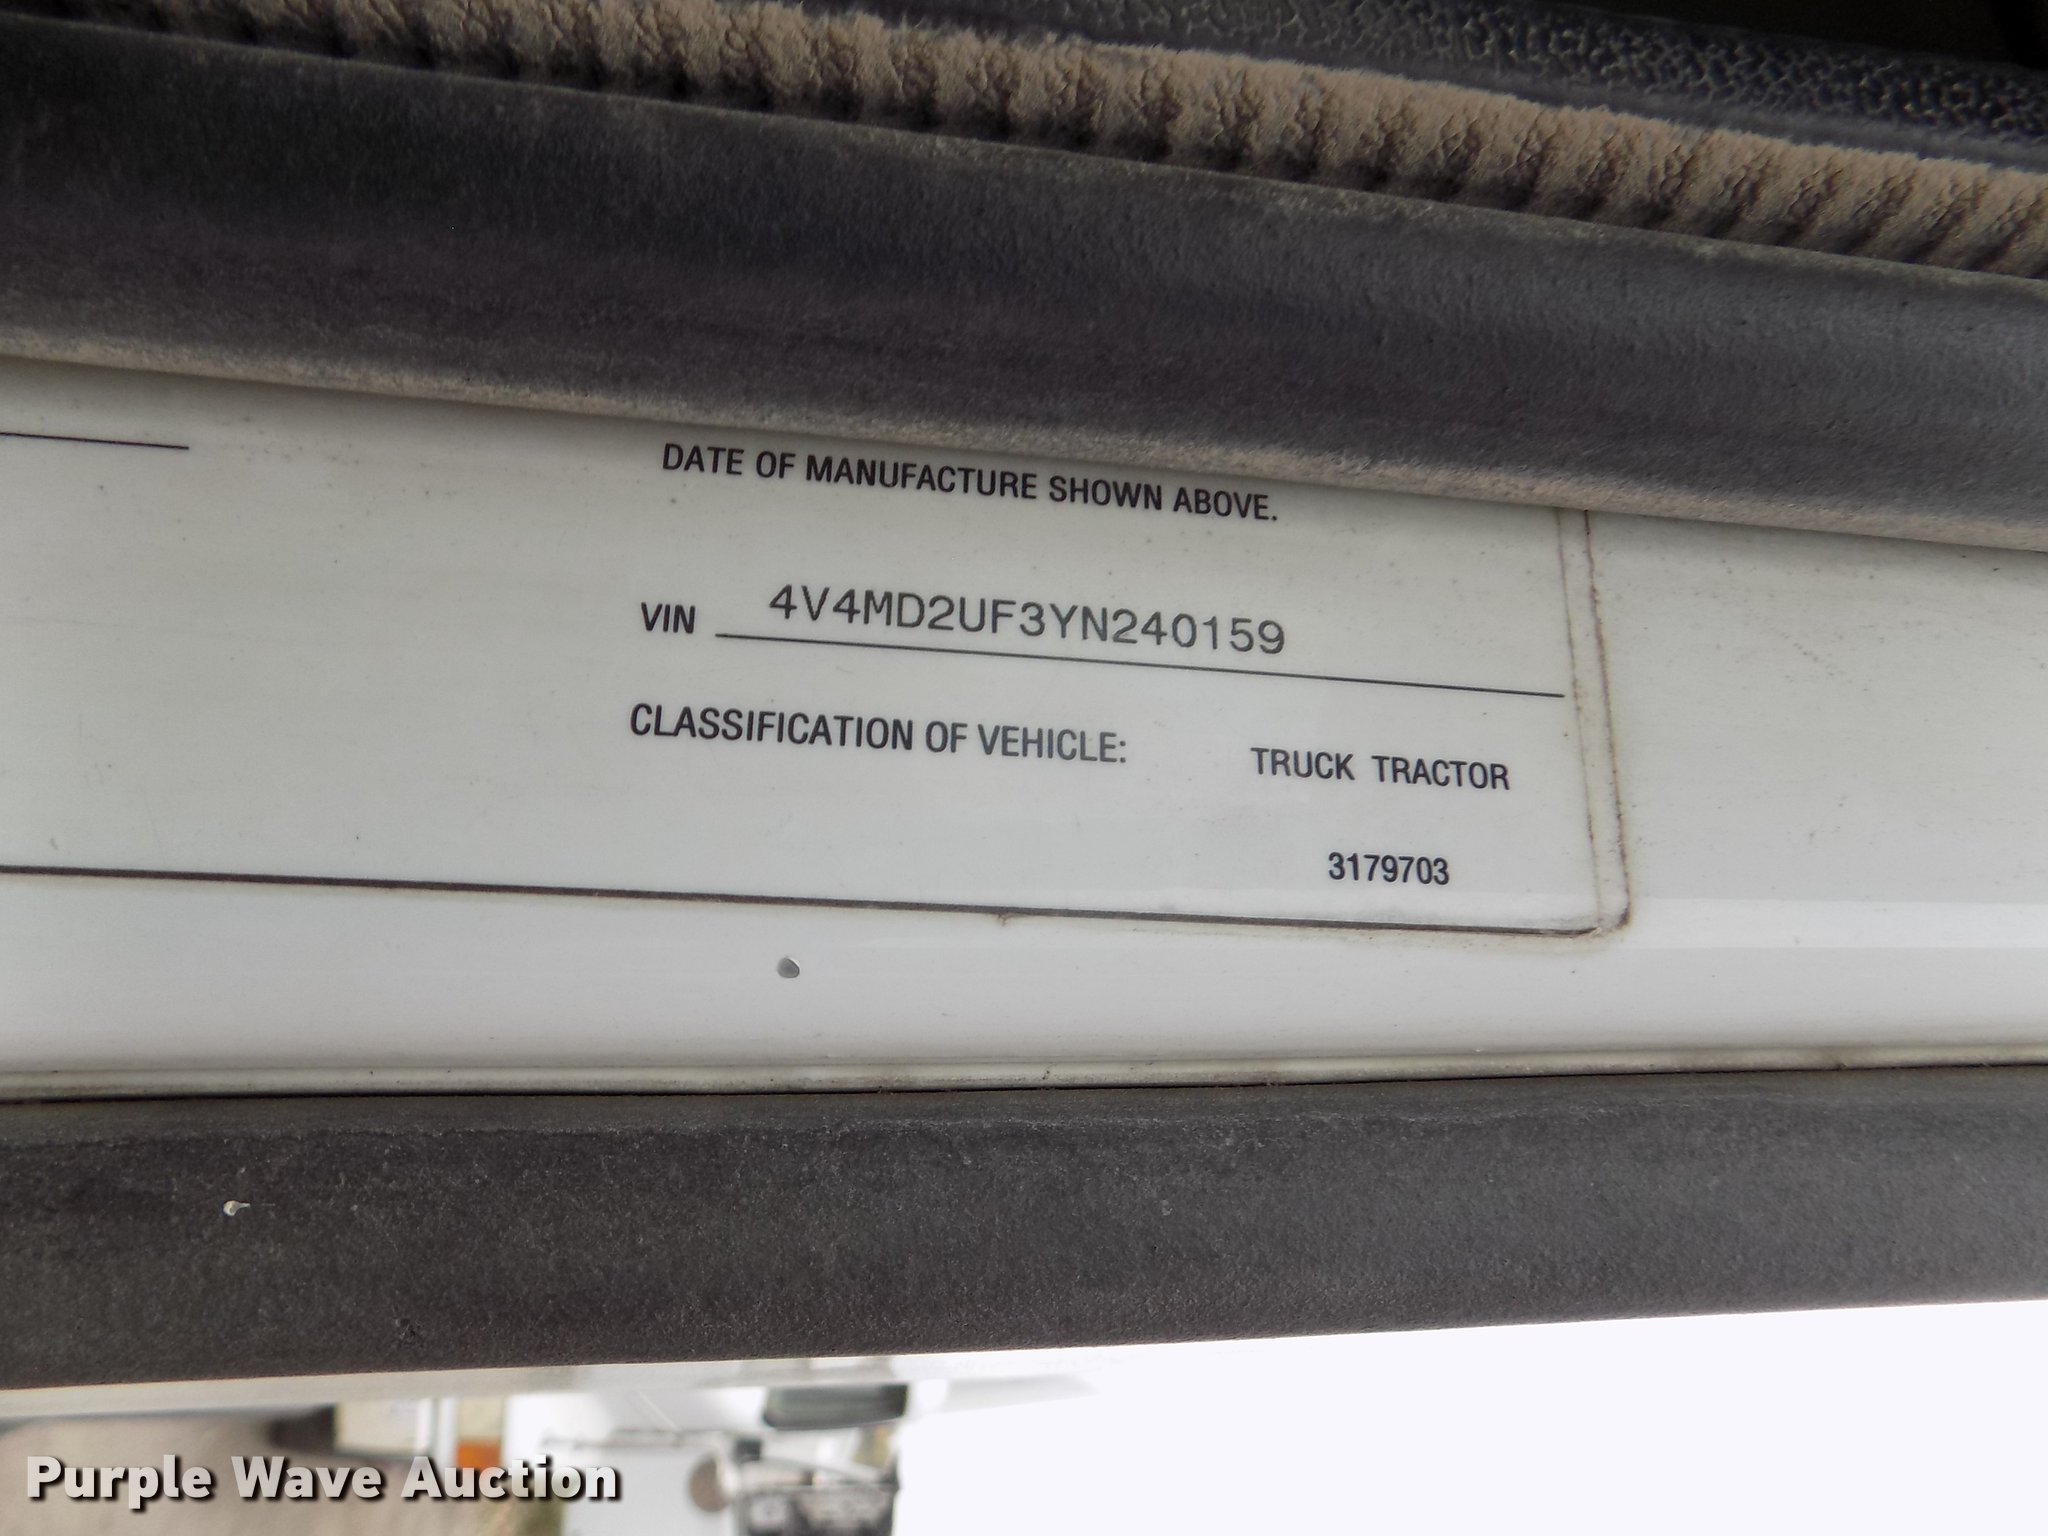 DATE OF MANUFACTURE SHOWN ABOVE.
VIN 4V4MD2UF3YN240159
CLASSIFICATION OF VEHICLE: TRUCK TRACTOR
3179703
Purple Wave Auction